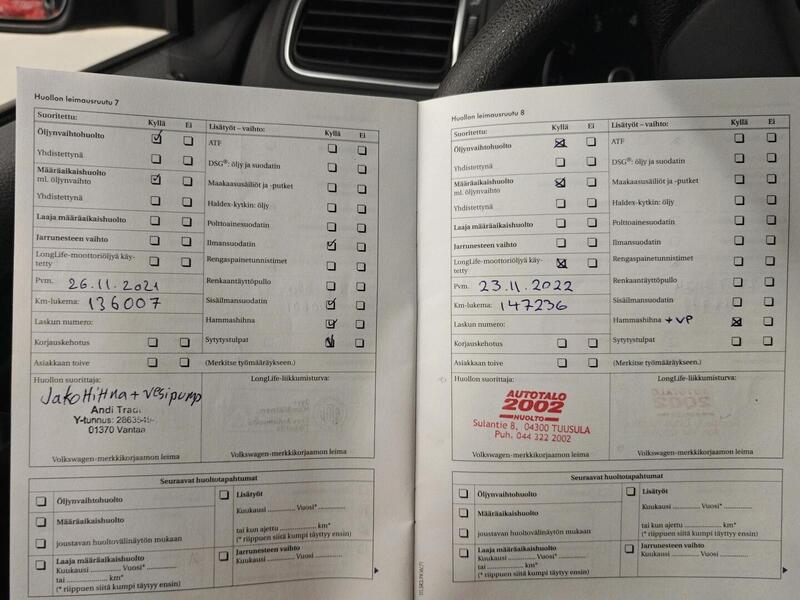 Huollon leimausruutu 7
Suoritettu:
Kyllä
Ei
Öljynvaihtohuolto
Yhdistettynä
Määräaikaishuolto
ml. öljynvaihto
Yhdistettynä
Laaja määräaikaishuolto
Jarrunesteen vaihto
LongLife-moottoriöljyä käy-
tetty
Pvm. 26.11.2021
Km-lukema: 136007
Laskun numero:
Korjauskehotus
Asiakkaan toive
Lisätyöt – vaihto:
Kyllä
Ei
ATF
DSG®: öljy ja suodatin
Maakaasusäiliöt ja -putket
Haldex-kytkin: öljy
Polttoainesuodatin
Ilmansuodatin
Rengaspainetunnistimet
Renkaantäyttöpullo
Sisäilmansuodatin
Hammashihna
Sytytystulpat
(Merkitse työmääräykseen.)
Huollon suorittaja:
LongLife-liikkumisturva:
JakoHiHna + vesipump
Andi Trad
Y-tunnus:
01370 Vantaa
Volkswagen-merkkikorjaamon leima
Seuraavat huoltotapahtumat
Öljynvaihtohuolto
Määräaikaishuolto
joustavan huoltovälinäytön mukaan
Laaja määräaikaishuolto
Kuukausi ............ Vuosi*............
tai ............ km*
(* riippuen siitä kumpi täytyy ensin)
Lisätyöt
Kuukausi ............ Vuosi*............
tai kun ajettu ............ km*
(* riippuen siitä kumpi täytyy ensin)
Jarrunesteen vaihto
Kuukausi ............ Vuosi ............
Huollon leimausruutu 8
Suoritettu:
Kyllä
Ei
Öljynvaihtohuolto
Yhdistettynä
Määräaikaishuolto
ml. öljynvaihto
Yhdistettynä
Laaja määräaikaishuolto
Jarrunesteen vaihto
LongLife-moottoriöljyä käy-
tetty
Pvm. 23.11.2022
Km-lukema: 147236
Laskun numero:
Korjauskehotus
Asiakkaan toive
Lisätyöt – vaihto:
Kyllä
Ei
ATF
DSG®: öljy ja suodatin
Maakaasusäiliöt ja -putket
Haldex-kytkin: öljy
Polttoainesuodatin
Ilmansuodatin
Rengaspainetunnistimet
Renkaantäyttöpullo
Sisäilmansuodatin
Hammashihna + VP
Sytytystulpat
(Merkitse työmääräykseen.)
Huollon suorittaja:
LongLife-liikkumisturva:
AUTOTALO
2002
HUOLTO
Sulantie 8, 04300 TUUSULA
Puh. 044 322 2002
Volkswagen-merkkikorjaamon leima
Seuraavat huoltotapahtumat
Öljynvaihtohuolto
Määräaikaishuolto
joustavan huoltovälinäytön mukaan
Laaja määräaikaishuolto
Kuukausi ............ Vuosi*............
tai ............ km*
(* riippuen siitä kumpi täytyy ensin)
Lisätyöt
Kuukausi ............ Vuosi*............
tai kun ajettu ............ km*
(* riippuen siitä kumpi täytyy ensin)
Jarrunesteen vaihto
Kuukausi ............ Vuosi ............